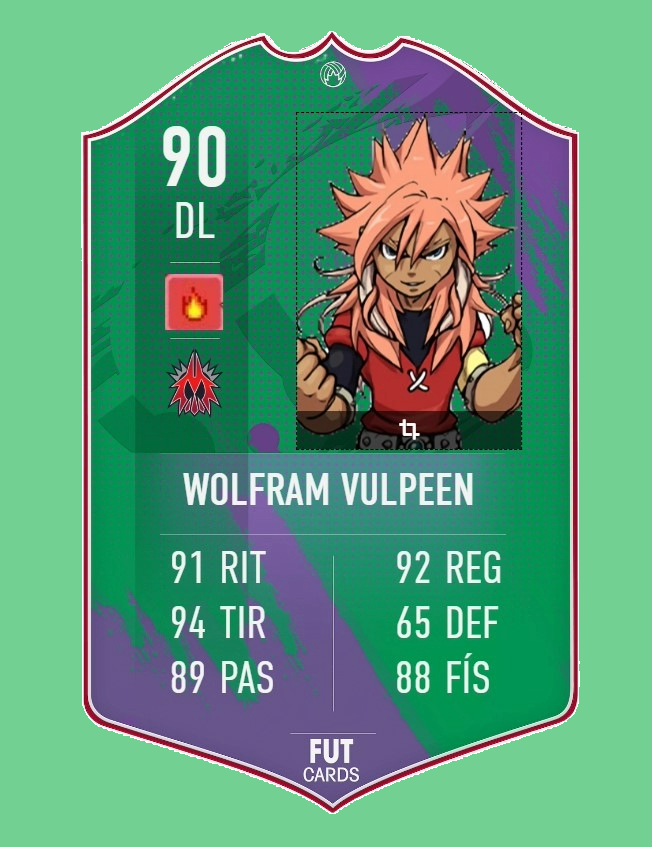 90
DL
WOLFRAM VULPEEN
91 RIT
94 TIR
89 PAS
92 REG
65 DEF
88 FÍS
FUT
CARDS